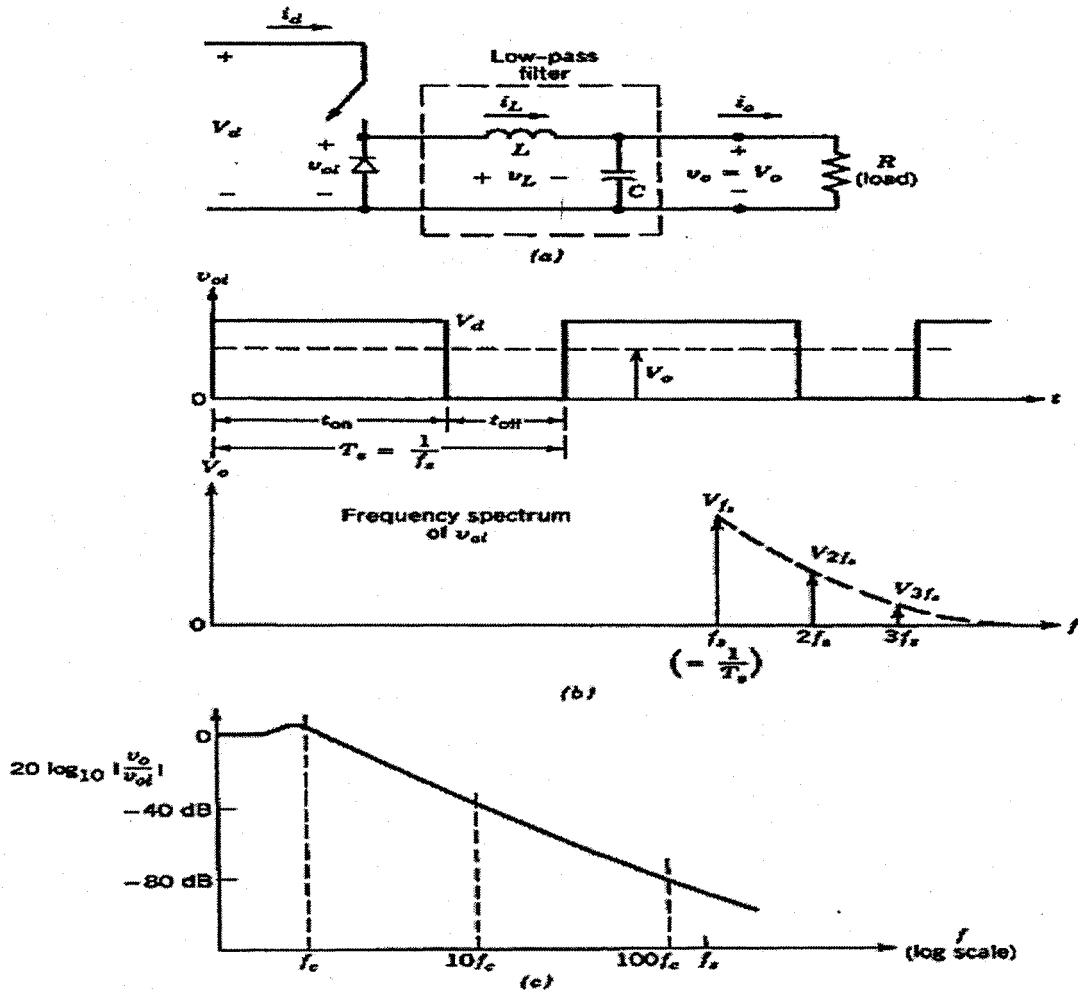 i_d
+
Low-pass
filter
i_L
i_o
V_d
+
v_oi
L
+ v_L −
C
+
v_o = V_o
−
R
(load)
−
−
(a)
v_oi
V_d
V_o
0
t
t_on
t_off
T_s = 1/f_s
V_o
Frequency spectrum
of v_oi
V_fs
V_2fs
V_3fs
0
f_s
2f_s
3f_s
f
(= 1/T_s)
(b)
0
20 log10 |v_o/v_oi|
−40 dB
−80 dB
f_c
10f_c
100f_c
f_s
f
(log scale)
(c)